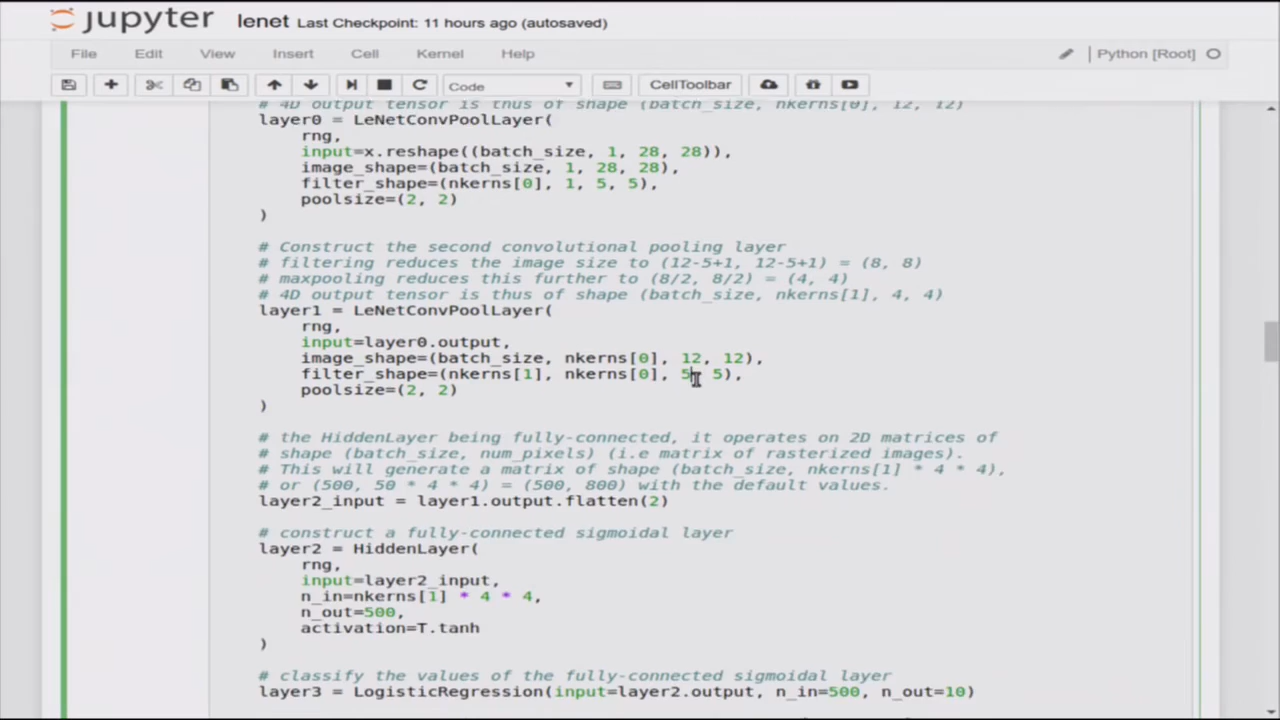 jupyter lenet Last Checkpoint: 11 hours ago (autosaved)
File Edit View Insert Cell Kernel Help Python [Root]
Code CellToolbar
# 4D output tensor is thus of shape (batch_size, nkerns[0], 12, 12)
layer0 = LeNetConvPoolLayer(
rng,
input=x.reshape((batch_size, 1, 28, 28)),
image_shape=(batch_size, 1, 28, 28),
filter_shape=(nkerns[0], 1, 5, 5),
poolsize=(2, 2)
)
# Construct the second convolutional pooling layer
# filtering reduces the image size to (12-5+1, 12-5+1) = (8, 8)
# maxpooling reduces this further to (8/2, 8/2) = (4, 4)
# 4D output tensor is thus of shape (batch_size, nkerns[1], 4, 4)
layer1 = LeNetConvPoolLayer(
rng,
input=layer0.output,
image_shape=(batch_size, nkerns[0], 12, 12),
filter_shape=(nkerns[1], nkerns[0], 5, 5),
poolsize=(2, 2)
)
# the HiddenLayer being fully-connected, it operates on 2D matrices of
# shape (batch_size, num_pixels) (i.e matrix of rasterized images).
# This will generate a matrix of shape (batch_size, nkerns[1] * 4 * 4),
# or (500, 50 * 4 * 4) = (500, 800) with the default values.
layer2_input = layer1.output.flatten(2)
# construct a fully-connected sigmoidal layer
layer2 = HiddenLayer(
rng,
input=layer2_input,
n_in=nkerns[1] * 4 * 4,
n_out=500,
activation=T.tanh
)
# classify the values of the fully-connected sigmoidal layer
layer3 = LogisticRegression(input=layer2.output, n_in=500, n_out=10)